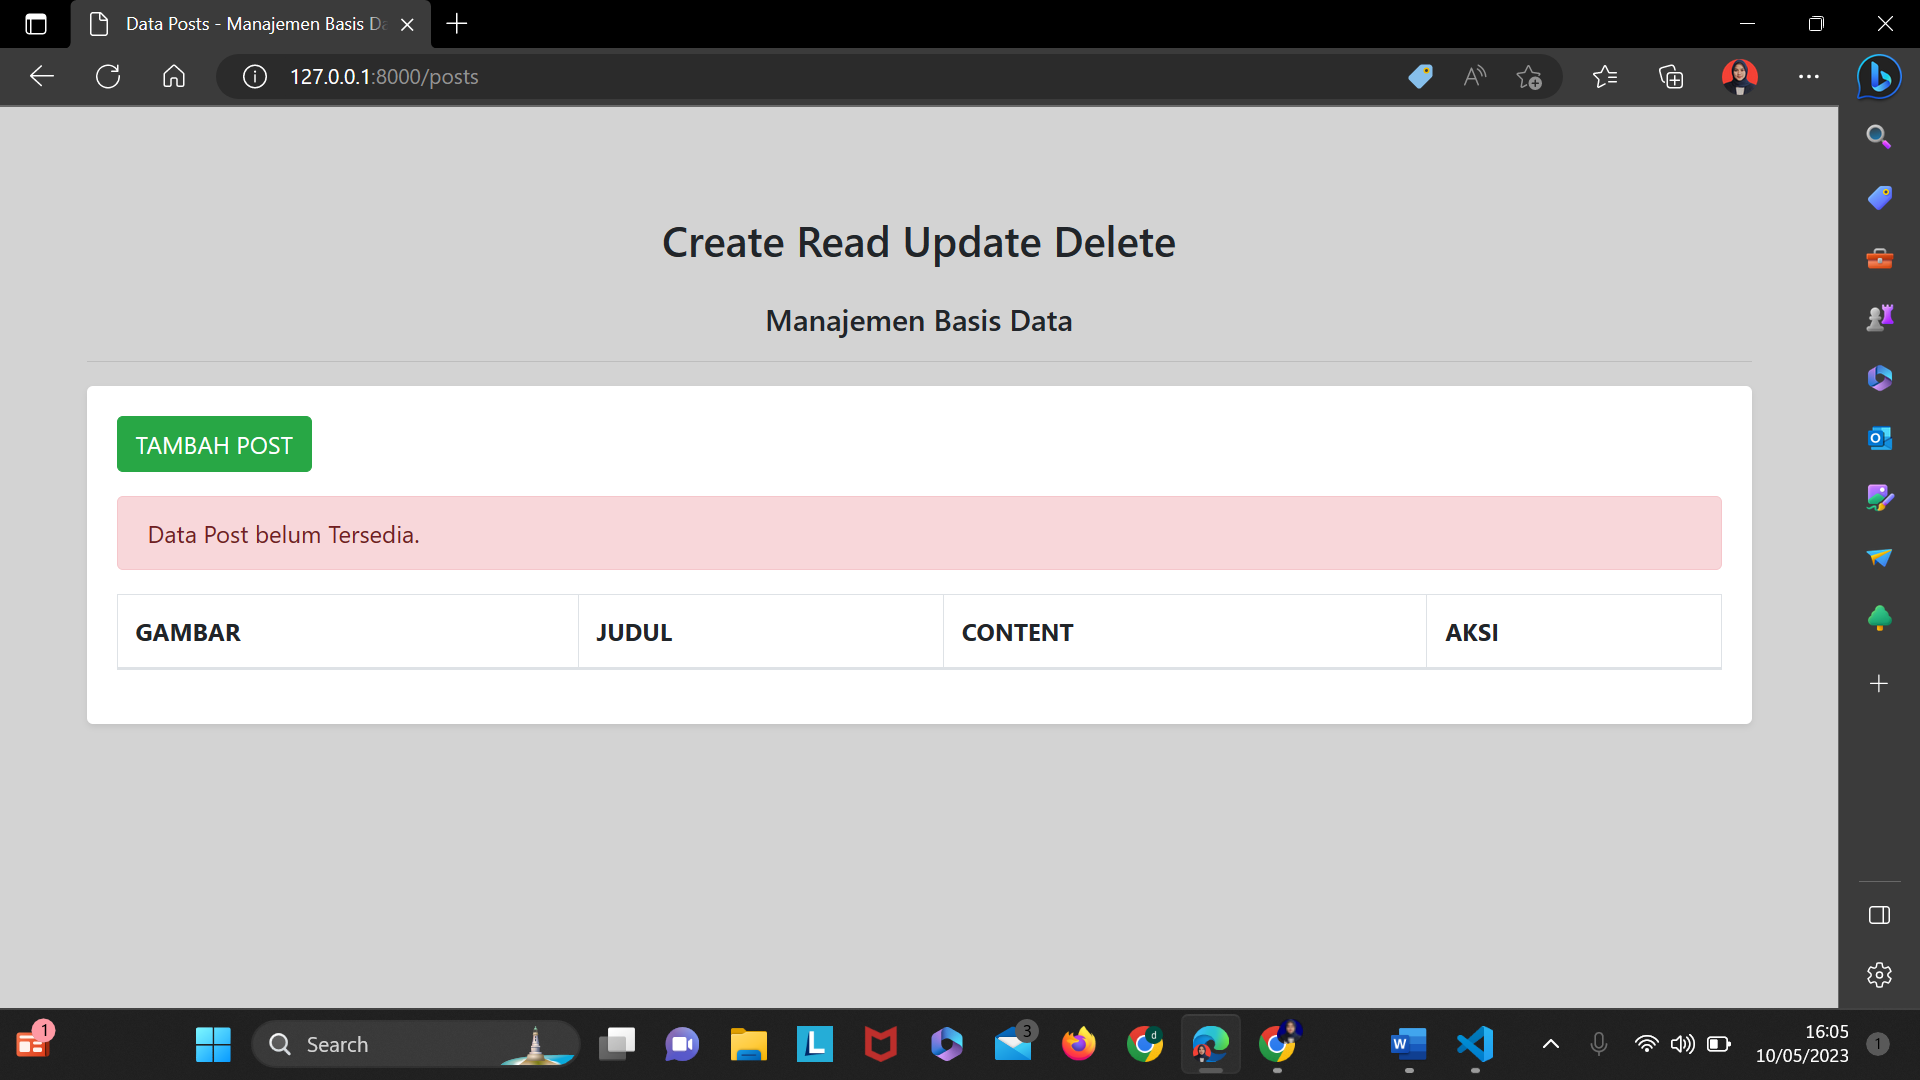 Data Posts - Manajemen Basis Da
127.0.0.1:8000/posts
Create Read Update Delete
Manajemen Basis Data
TAMBAH POST
Data Post belum Tersedia.
GAMBAR JUDUL CONTENT AKSI
1
Search
L
3
d
W
16:05
10/05/2023
1